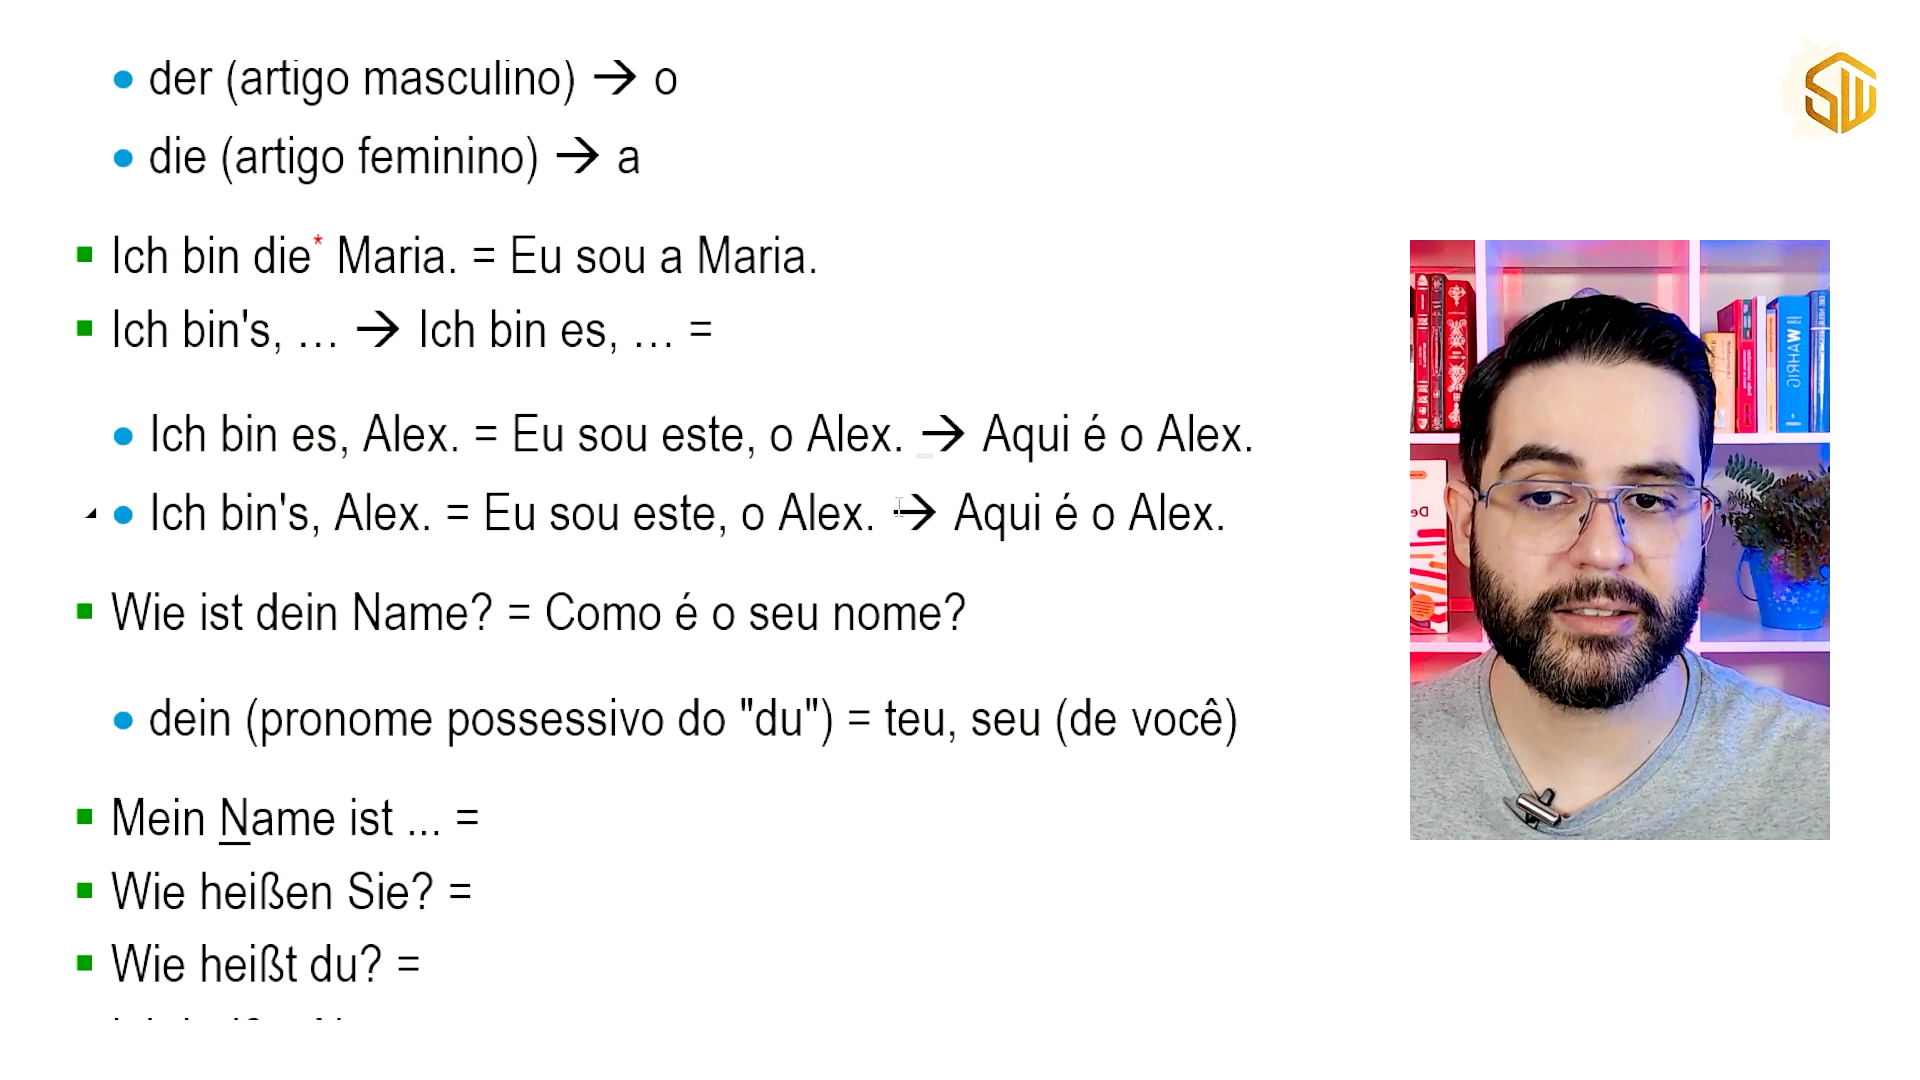 • der (artigo masculino) → o
• die (artigo feminino) → a
▪ Ich bin die* Maria. = Eu sou a Maria.
▪ Ich bin's, … → Ich bin es, … =
• Ich bin es, Alex. = Eu sou este, o Alex. → Aqui é o Alex.
• Ich bin's, Alex. = Eu sou este, o Alex. → Aqui é o Alex.
▪ Wie ist dein Name? = Como é o seu nome?
• dein (pronome possessivo do "du") = teu, seu (de você)
▪ Mein Name ist ... =
▪ Wie heißen Sie? =
▪ Wie heißt du? =